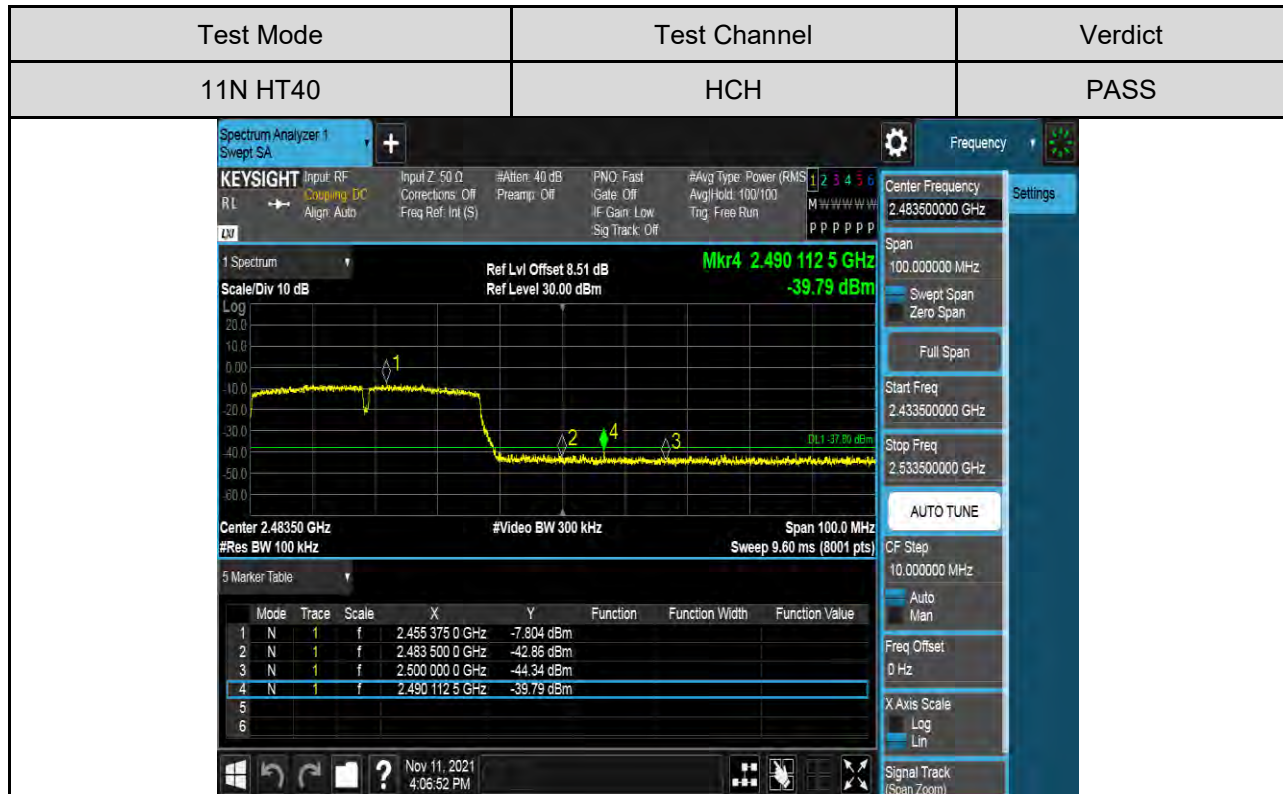 Test Mode Test Channel Verdict
11N HT40 HCH PASS
Spectrum Analyzer 1
Swept SA
+
Frequency
KEYSIGHT Input: RF Input Z: 50 Ω #Atten: 40 dB PNO: Fast #Avg Type: Power (RMS 1 2 3 4 5 6
RL Coupling: DC Corrections: Off Preamp: Off Gate: Off Avg|Hold: 100/100 M W W W W W
Align: Auto Freq Ref: Int (S) IF Gain: Low Trig: Free Run
LXI Sig Track: Off P P P P P P
Center Frequency
2.483500000 GHz
Settings
Span
100.000000 MHz
Swept Span
Zero Span
Full Span
Start Freq
2.433500000 GHz
Stop Freq
2.533500000 GHz
AUTO TUNE
CF Step
10.000000 MHz
Auto
Man
Freq Offset
0 Hz
X Axis Scale
Log
Lin
Signal Track
(Span Zoom)
1 Spectrum Ref Lvl Offset 8.51 dB Mkr4 2.490 112 5 GHz
Scale/Div 10 dB Ref Level 30.00 dBm -39.79 dBm
Log
20.0
10.0
0.00
-10.0
-20.0
-30.0
-40.0
-50.0
-60.0
1
2
4
3
DL1 -37.80 dBm
Center 2.48350 GHz #Video BW 300 kHz Span 100.0 MHz
#Res BW 100 kHz Sweep 9.60 ms (8001 pts)
5 Marker Table
Mode Trace Scale X Y Function Function Width Function Value
1 N 1 f 2.455 375 0 GHz -7.804 dBm
2 N 1 f 2.483 500 0 GHz -42.86 dBm
3 N 1 f 2.500 000 0 GHz -44.34 dBm
4 N 1 f 2.490 112 5 GHz -39.79 dBm
5
6
? Nov 11, 2021
4:06:52 PM